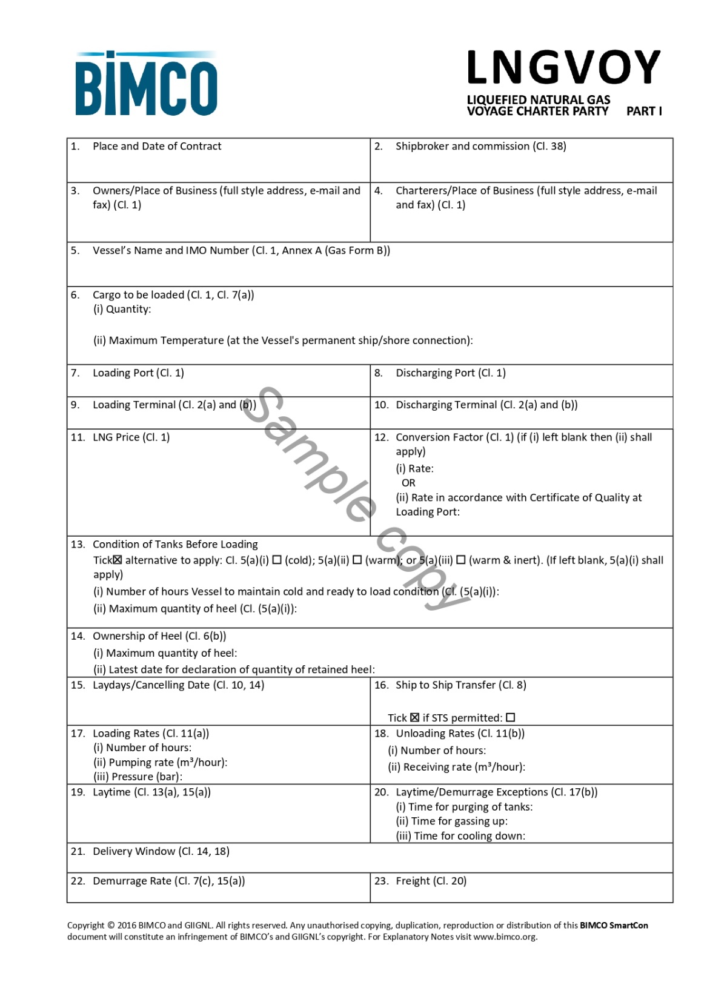 BIMCO
LNGVOY
LIQUEFIED NATURAL GAS
VOYAGE CHARTER PARTY PART I
1. Place and Date of Contract
2. Shipbroker and commission (Cl. 38)
3. Owners/Place of Business (full style address, e-mail and
fax) (Cl. 1)
4. Charterers/Place of Business (full style address, e-mail
and fax) (Cl. 1)
5. Vessel’s Name and IMO Number (Cl. 1, Annex A (Gas Form B))
6. Cargo to be loaded (Cl. 1, Cl. 7(a))
(i) Quantity:
(ii) Maximum Temperature (at the Vessel's permanent ship/shore connection):
7. Loading Port (Cl. 1)
8. Discharging Port (Cl. 1)
9. Loading Terminal (Cl. 2(a) and (b))
10. Discharging Terminal (Cl. 2(a) and (b))
11. LNG Price (Cl. 1)
12. Conversion Factor (Cl. 1) (if (i) left blank then (ii) shall
apply)
(i) Rate:
OR
(ii) Rate in accordance with Certificate of Quality at
Loading Port:
13. Condition of Tanks Before Loading
Tick☒ alternative to apply: Cl. 5(a)(i) ☐ (cold); 5(a)(ii) ☐ (warm); or 5(a)(iii) ☐ (warm & inert). (If left blank, 5(a)(i) shall
apply)
(i) Number of hours Vessel to maintain cold and ready to load condition (Cl. (5(a)(i)):
(ii) Maximum quantity of heel (Cl. (5(a)(i)):
14. Ownership of Heel (Cl. 6(b))
(i) Maximum quantity of heel:
(ii) Latest date for declaration of quantity of retained heel:
15. Laydays/Cancelling Date (Cl. 10, 14)
16. Ship to Ship Transfer (Cl. 8)
Tick ☒ if STS permitted: ☐
17. Loading Rates (Cl. 11(a))
(i) Number of hours:
(ii) Pumping rate (m³/hour):
(iii) Pressure (bar):
18. Unloading Rates (Cl. 11(b))
(i) Number of hours:
(ii) Receiving rate (m³/hour):
19. Laytime (Cl. 13(a), 15(a))
20. Laytime/Demurrage Exceptions (Cl. 17(b))
(i) Time for purging of tanks:
(ii) Time for gassing up:
(iii) Time for cooling down:
21. Delivery Window (Cl. 14, 18)
22. Demurrage Rate (Cl. 7(c), 15(a))
23. Freight (Cl. 20)
Sample copy
Copyright © 2016 BIMCO and GIIGNL. All rights reserved. Any unauthorised copying, duplication, reproduction or distribution of this BIMCO SmartCon
document will constitute an infringement of BIMCO’s and GIIGNL’s copyright. For Explanatory Notes visit www.bimco.org.